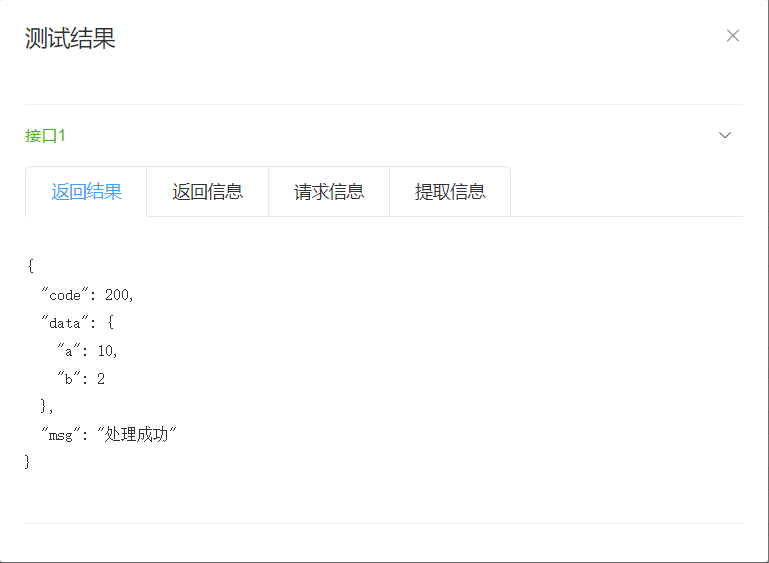 测试结果
接口1
返回结果 返回信息 请求信息 提取信息
{
  "code": 200,
  "data": {
    "a": 10,
    "b": 2
  },
  "msg": "处理成功"
}